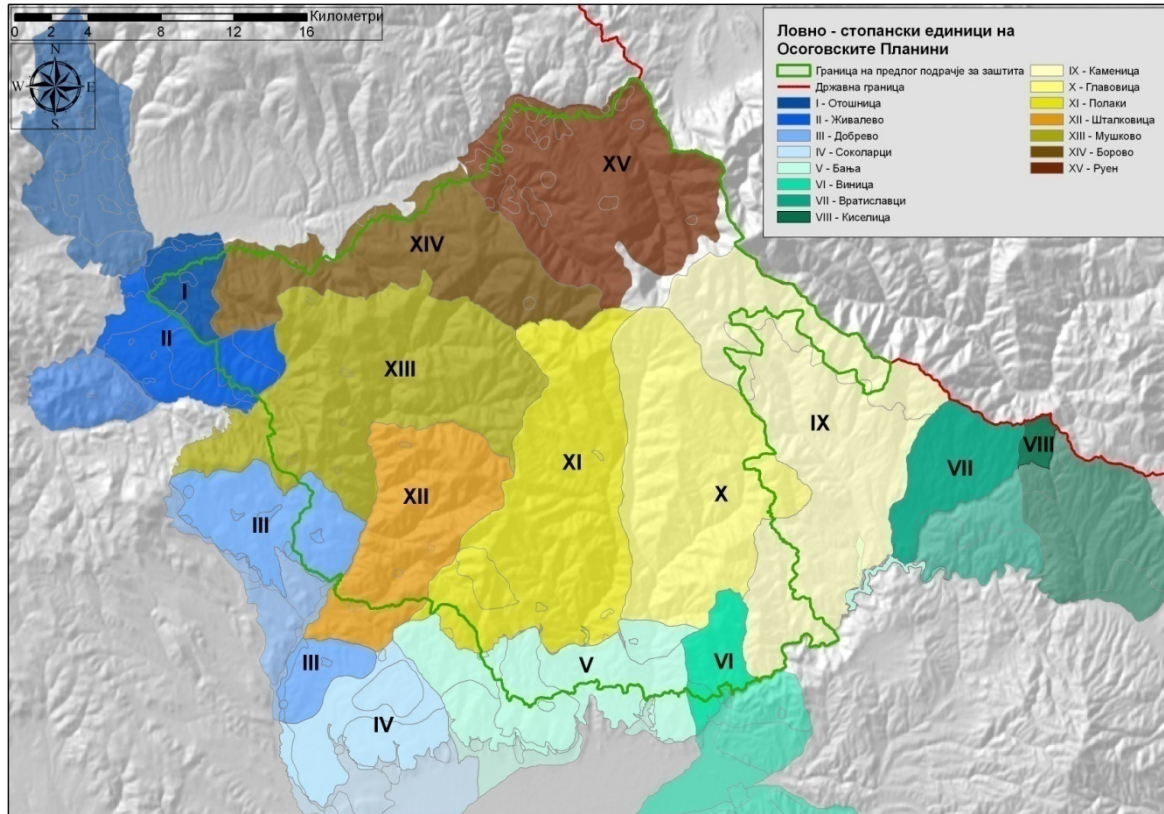 Километри
0 2 4 8 12 16
N
W E
S
Ловно - стопански единици на
Осоговските Планини
Граница на предлог подрачје за заштита
Државна граница
I - Отошница
II - Живалево
III - Добрево
IV - Соколарци
V - Бања
VI - Виница
VII - Вратиславци
VIII - Киселица
IX - Каменица
X - Главовица
XI - Полаки
XII - Шталковица
XIII - Мушково
XIV - Борово
XV - Руен
XV
XIV
I
II
XIII
IX
VIII
VII
XI
X
XII
III
III
V
VI
IV